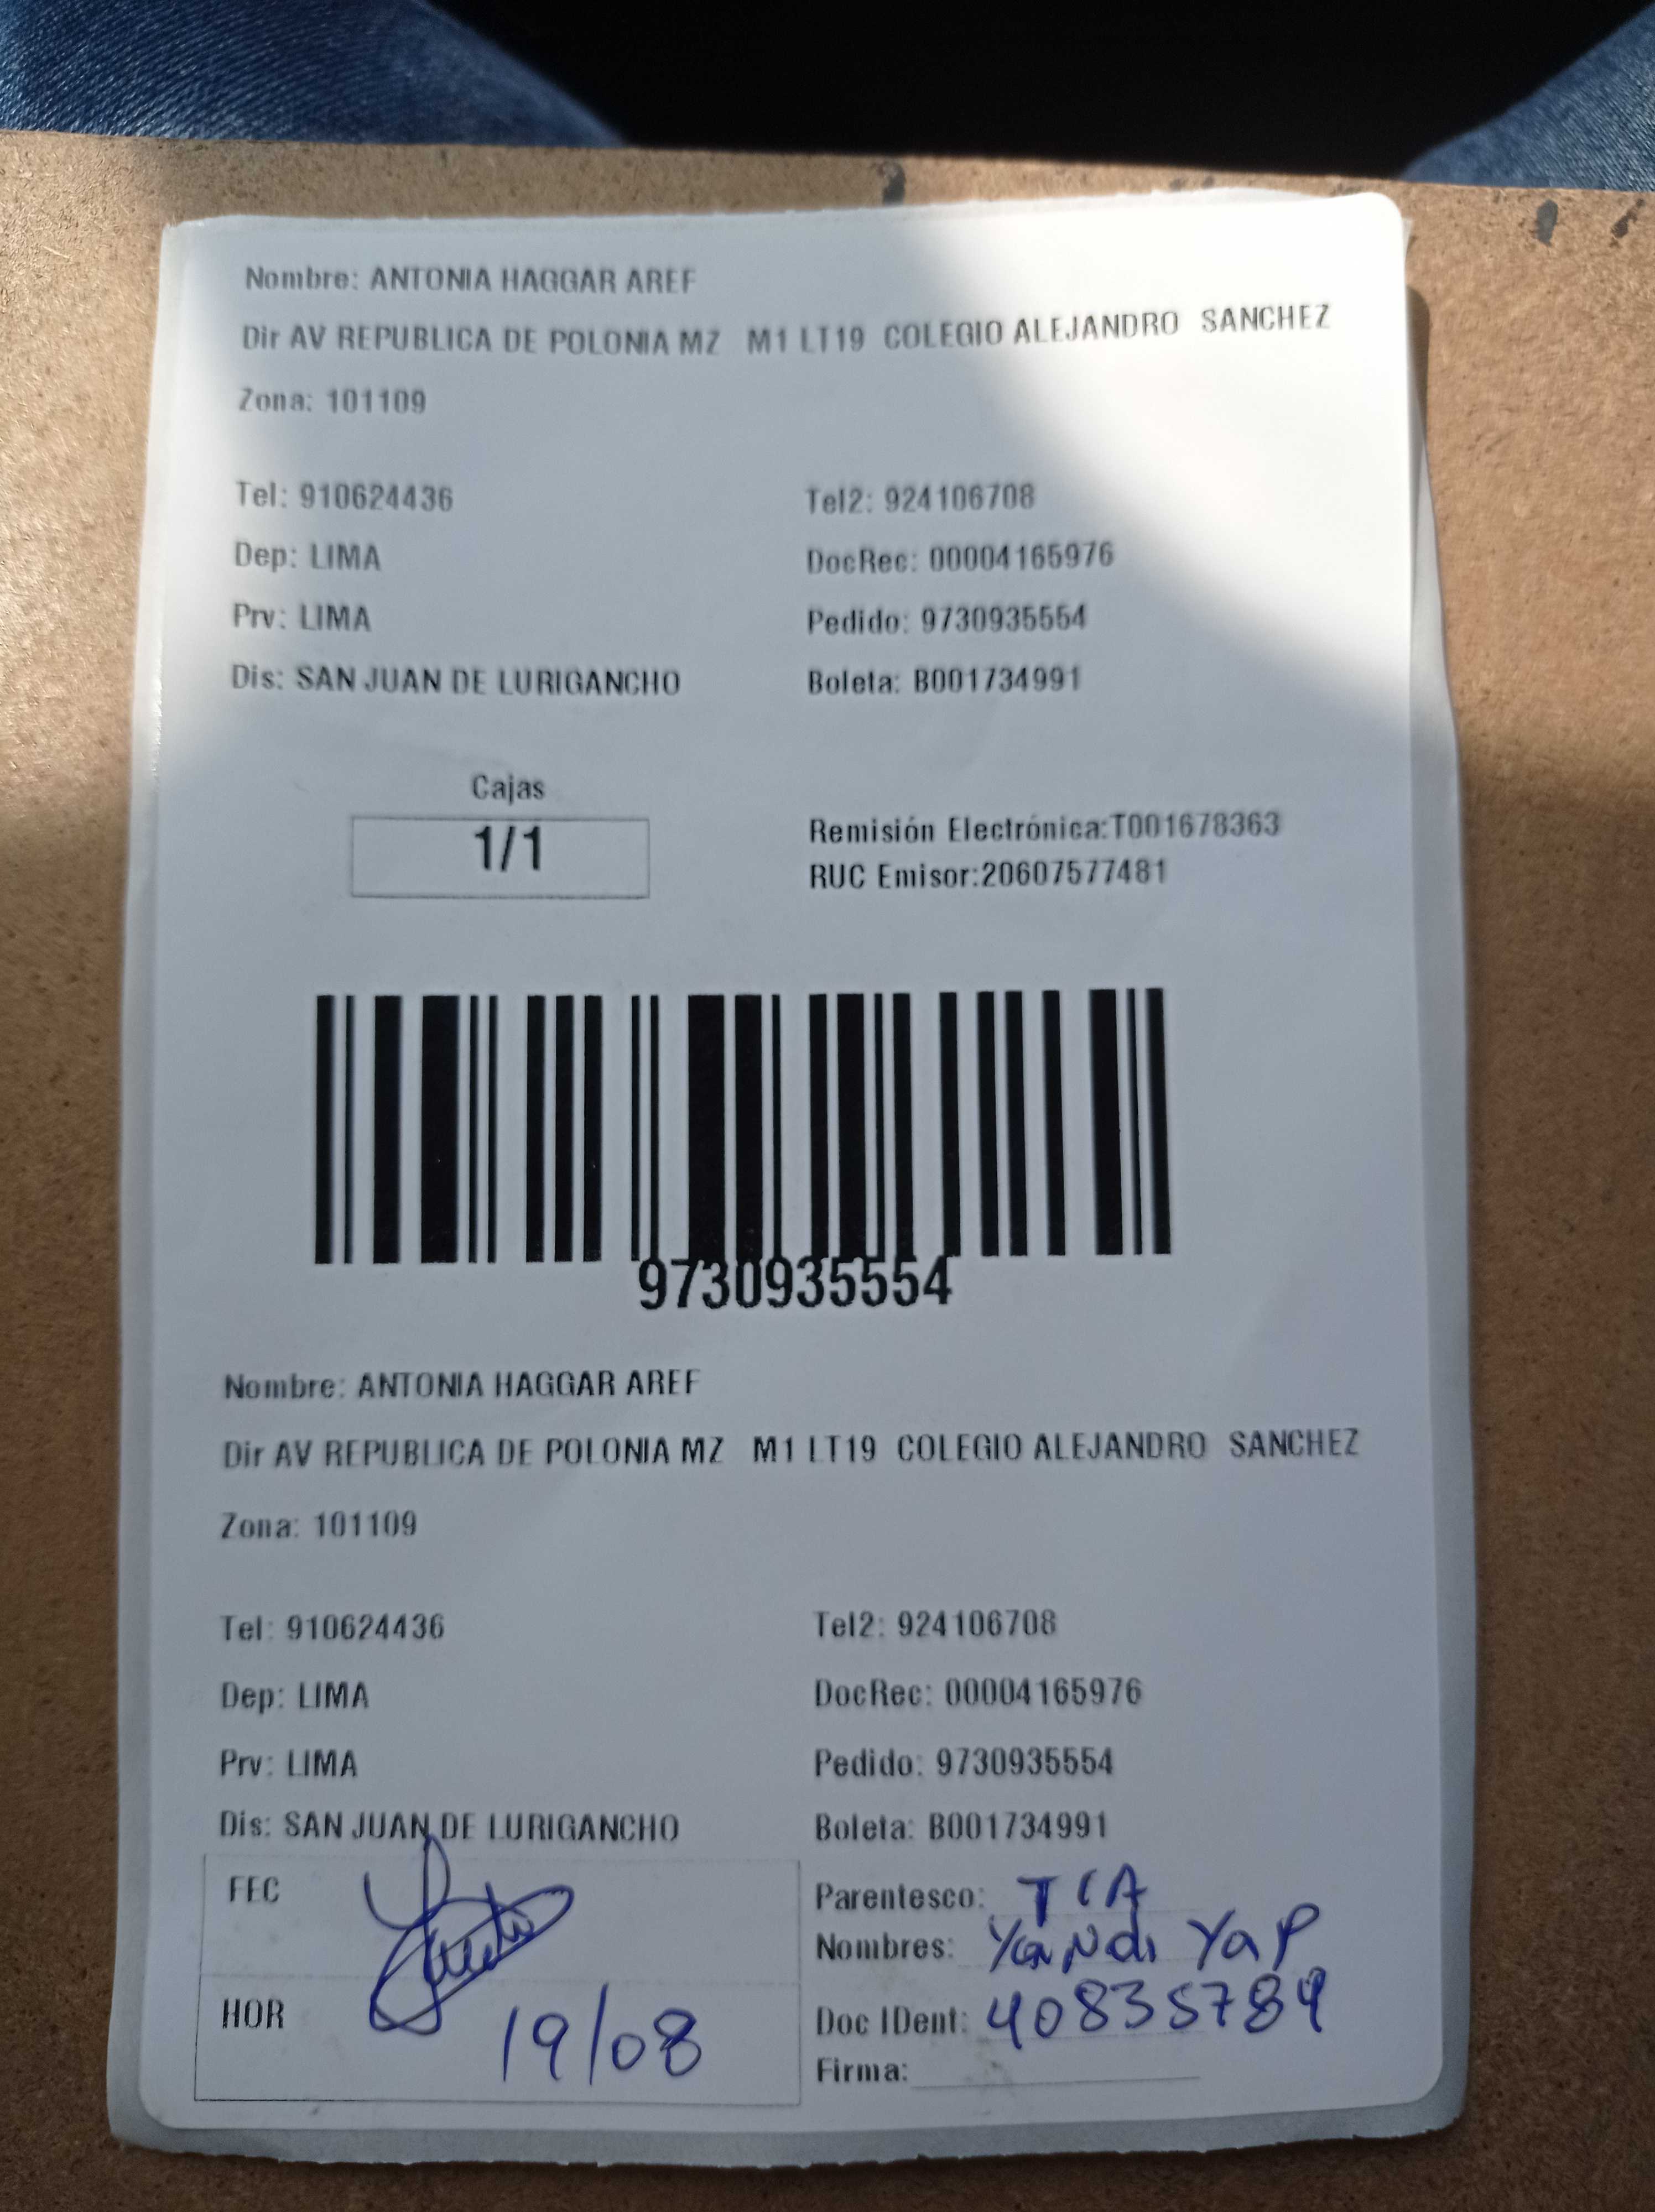 Nombre: ANTONIA HAGGAR AREF
Dir AV REPUBLICA DE POLONIA MZ M1 LT19 COLEGIO ALEJANDRO SANCHEZ
Zona: 101109
Tel: 910624436 Tel2: 924106708
Dep: LIMA DocRec: 00004165976
Prv: LIMA Pedido: 9730935554
Dis: SAN JUAN DE LURIGANCHO Boleta: B001734991
Cajas
1/1
Remisión Electrónica:T001678363
RUC Emisor:20607577481
9730935554
Nombre: ANTONIA HAGGAR AREF
Dir AV REPUBLICA DE POLONIA MZ M1 LT19 COLEGIO ALEJANDRO SANCHEZ
Zona: 101109
Tel: 910624436 Tel2: 924106708
Dep: LIMA DocRec: 00004165976
Prv: LIMA Pedido: 9730935554
Dis: SAN JUAN DE LURIGANCHO Boleta: B001734991
FEC
HOR 19/08
Parentesco: TIA
Nombres: Yap
Doc IDent: 40835789
Firma: